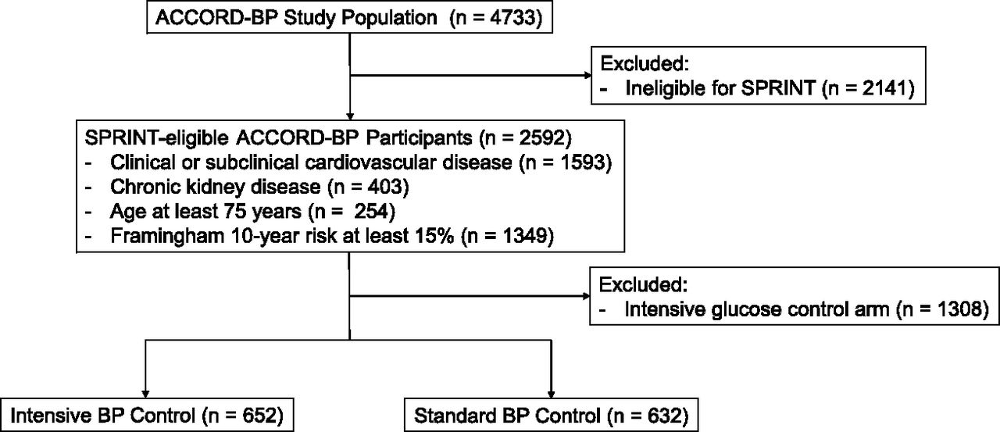 ACCORD-BP Study Population (n = 4733)
Excluded:
- Ineligible for SPRINT (n = 2141)
SPRINT-eligible ACCORD-BP Participants (n = 2592)
- Clinical or subclinical cardiovascular disease (n = 1593)
- Chronic kidney disease (n = 403)
- Age at least 75 years (n = 254)
- Framingham 10-year risk at least 15% (n = 1349)
Excluded:
- Intensive glucose control arm (n = 1308)
Intensive BP Control (n = 652)
Standard BP Control (n = 632)